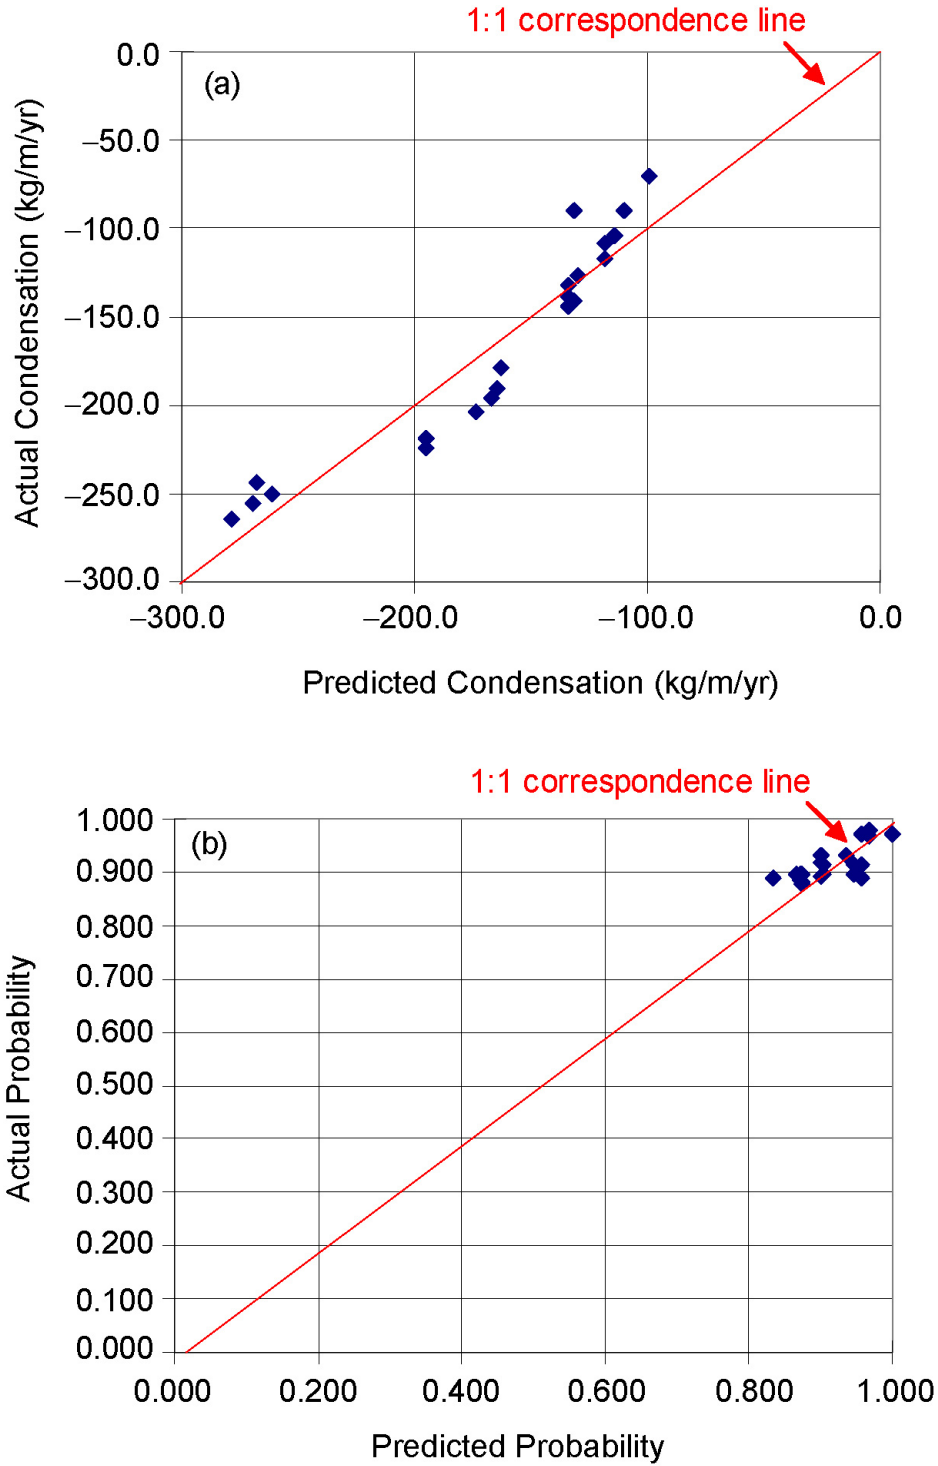 1:1 correspondence line
(a)
Actual Condensation (kg/m/yr)
0.0
–50.0
–100.0
–150.0
–200.0
–250.0
–300.0
–300.0 –200.0 –100.0 0.0
Predicted Condensation (kg/m/yr)
1:1 correspondence line
(b)
Actual Probability
1.000
0.900
0.800
0.700
0.600
0.500
0.400
0.300
0.200
0.100
0.000
0.000 0.200 0.400 0.600 0.800 1.000
Predicted Probability